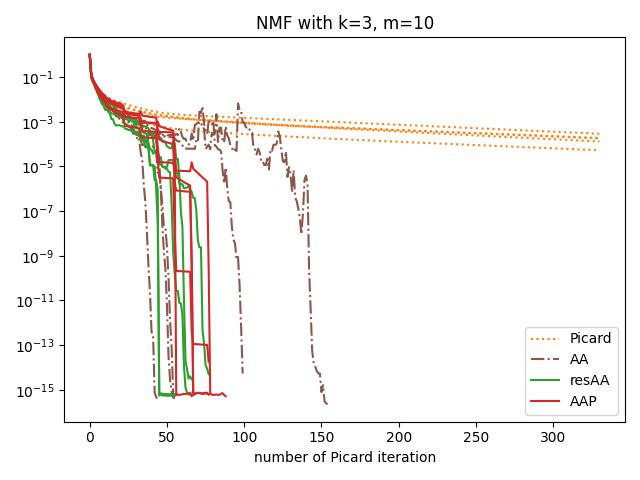 NMF with k=3, m=10
10⁻¹
10⁻³
10⁻⁵
10⁻⁷
10⁻⁹
10⁻¹¹
10⁻¹³
10⁻¹⁵
Picard
AA
resAA
AAP
0 50 100 150 200 250 300
number of Picard iteration